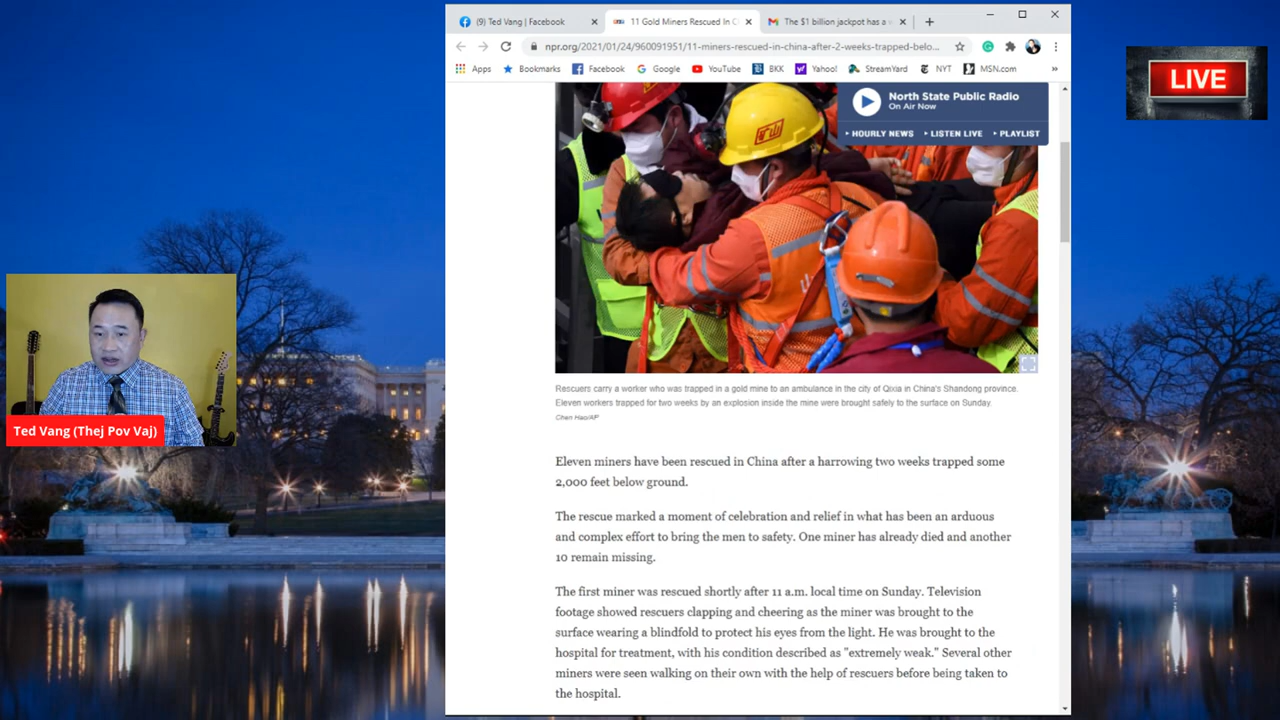 (9) Ted Vang | Facebook
11 Gold Miners Rescued In C
The $1 billion jackpot has a
npr.org/2021/01/24/960091951/11-miners-rescued-in-china-after-2-weeks-trapped-belo...
Apps
Bookmarks
Facebook
Google
YouTube
BKK
Yahoo!
StreamYard
NYT
MSN.com
»
LIVE
North State Public Radio
On Air Now
HOURLY NEWS
LISTEN LIVE
PLAYLIST
Rescuers carry a worker who was trapped in a gold mine to an ambulance in the city of Qixia in China's Shandong province.
Eleven workers trapped for two weeks by an explosion inside the mine were brought safely to the surface on Sunday.
Chen Hao/AP
Ted Vang (Thej Pov Vaj)
Eleven miners have been rescued in China after a harrowing two weeks trapped some
2,000 feet below ground.
The rescue marked a moment of celebration and relief in what has been an arduous
and complex effort to bring the men to safety. One miner has already died and another
10 remain missing.
The first miner was rescued shortly after 11 a.m. local time on Sunday. Television
footage showed rescuers clapping and cheering as the miner was brought to the
surface wearing a blindfold to protect his eyes from the light. He was brought to the
hospital for treatment, with his condition described as "extremely weak." Several other
miners were seen walking on their own with the help of rescuers before being taken to
the hospital.